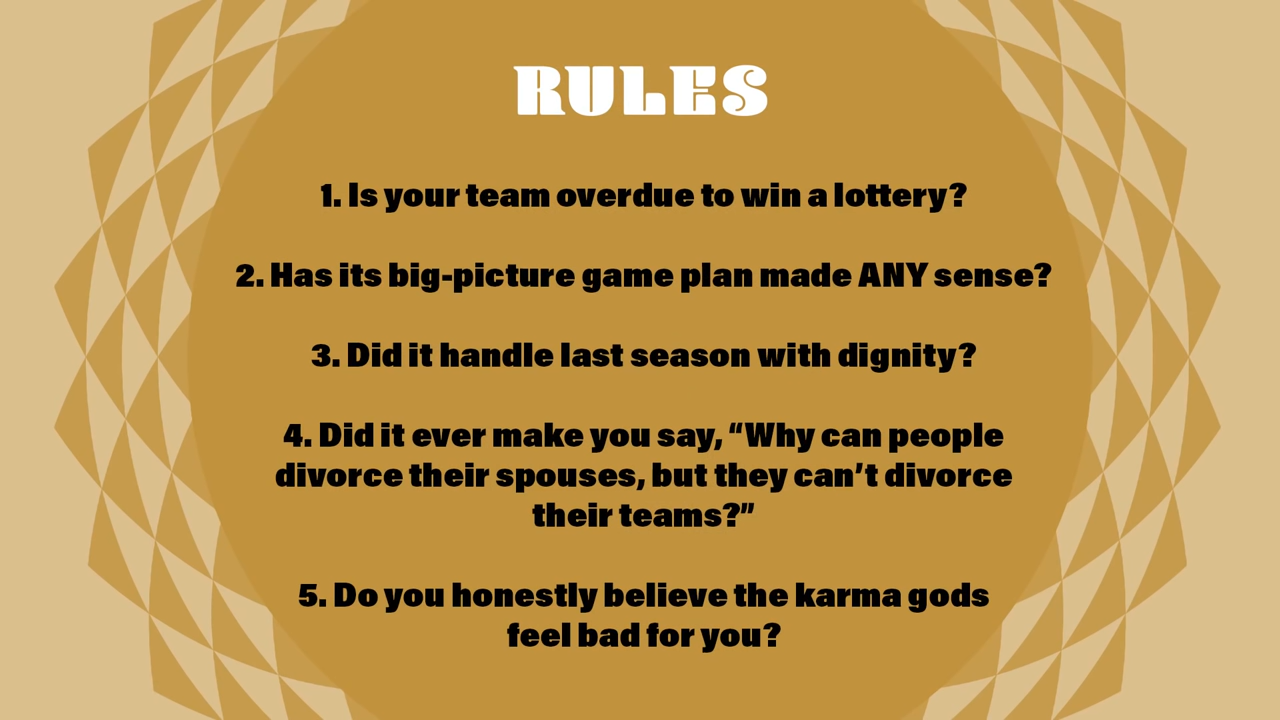 RULES
1. Is your team overdue to win a lottery?
2. Has its big-picture game plan made ANY sense?
3. Did it handle last season with dignity?
4. Did it ever make you say, “Why can people
divorce their spouses, but they can’t divorce
their teams?”
5. Do you honestly believe the karma gods
feel bad for you?